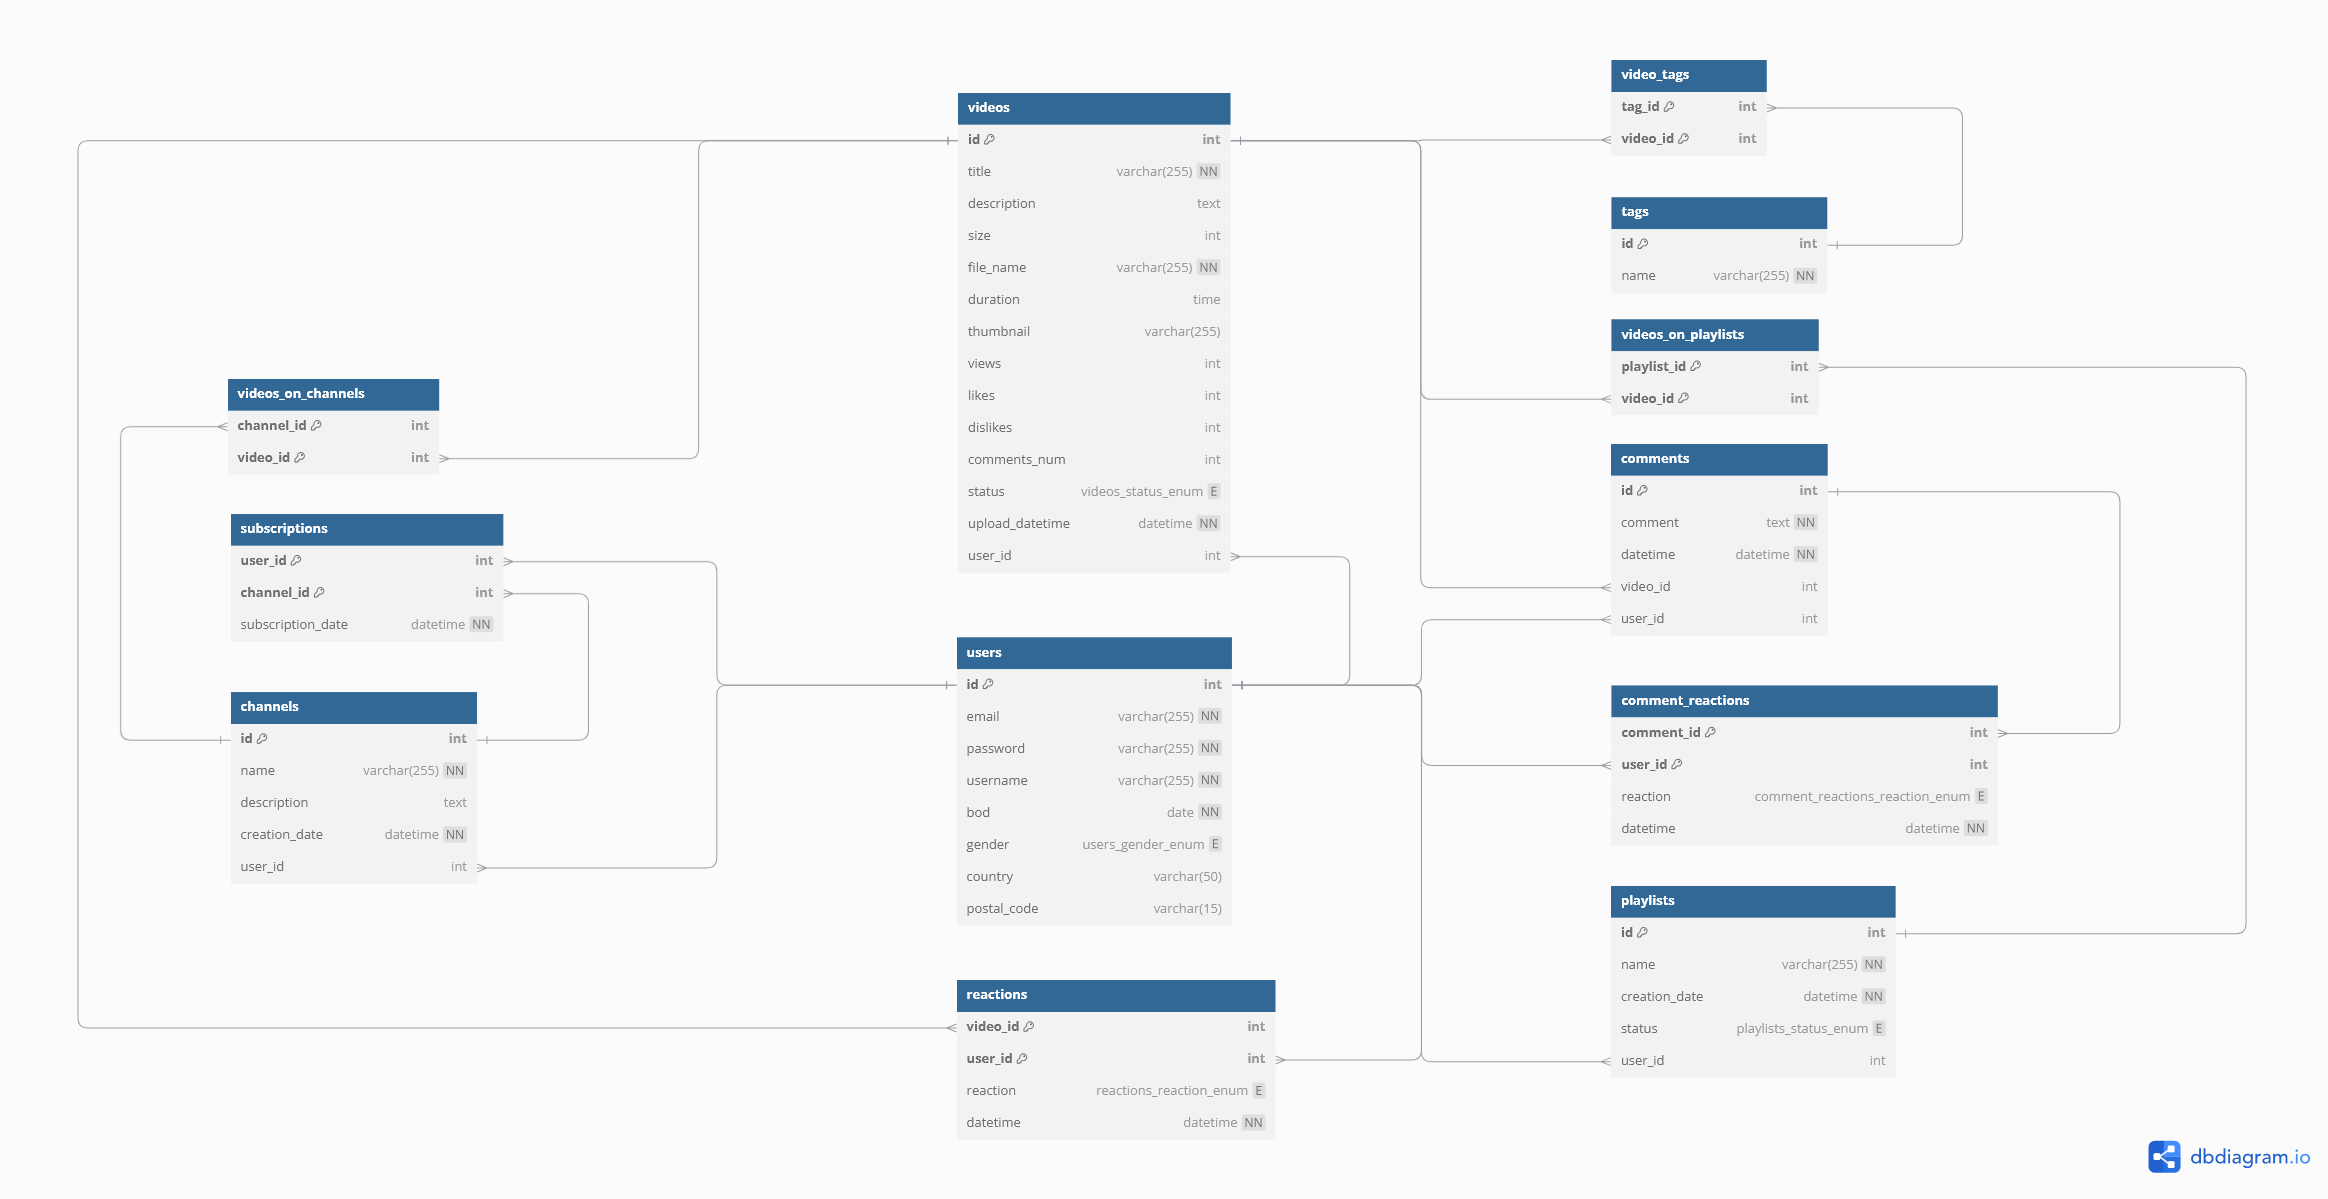 videos
id int
title varchar(255) NN
description text
size int
file_name varchar(255) NN
duration time
thumbnail varchar(255)
views int
likes int
dislikes int
comments_num int
status videos_status_enum E
upload_datetime datetime NN
user_id int
video_tags
tag_id int
video_id int
tags
id int
name varchar(255) NN
videos_on_playlists
playlist_id int
video_id int
videos_on_channels
channel_id int
video_id int
comments
id int
comment text NN
datetime datetime NN
video_id int
user_id int
subscriptions
user_id int
channel_id int
subscription_date datetime NN
users
id int
email varchar(255) NN
password varchar(255) NN
username varchar(255) NN
bod date NN
gender users_gender_enum E
country varchar(50)
postal_code varchar(15)
channels
id int
name varchar(255) NN
description text
creation_date datetime NN
user_id int
comment_reactions
comment_id int
user_id int
reaction comment_reactions_reaction_enum E
datetime datetime NN
playlists
id int
name varchar(255) NN
creation_date datetime NN
status playlists_status_enum E
user_id int
reactions
video_id int
user_id int
reaction reactions_reaction_enum E
datetime datetime NN
dbdiagram.io